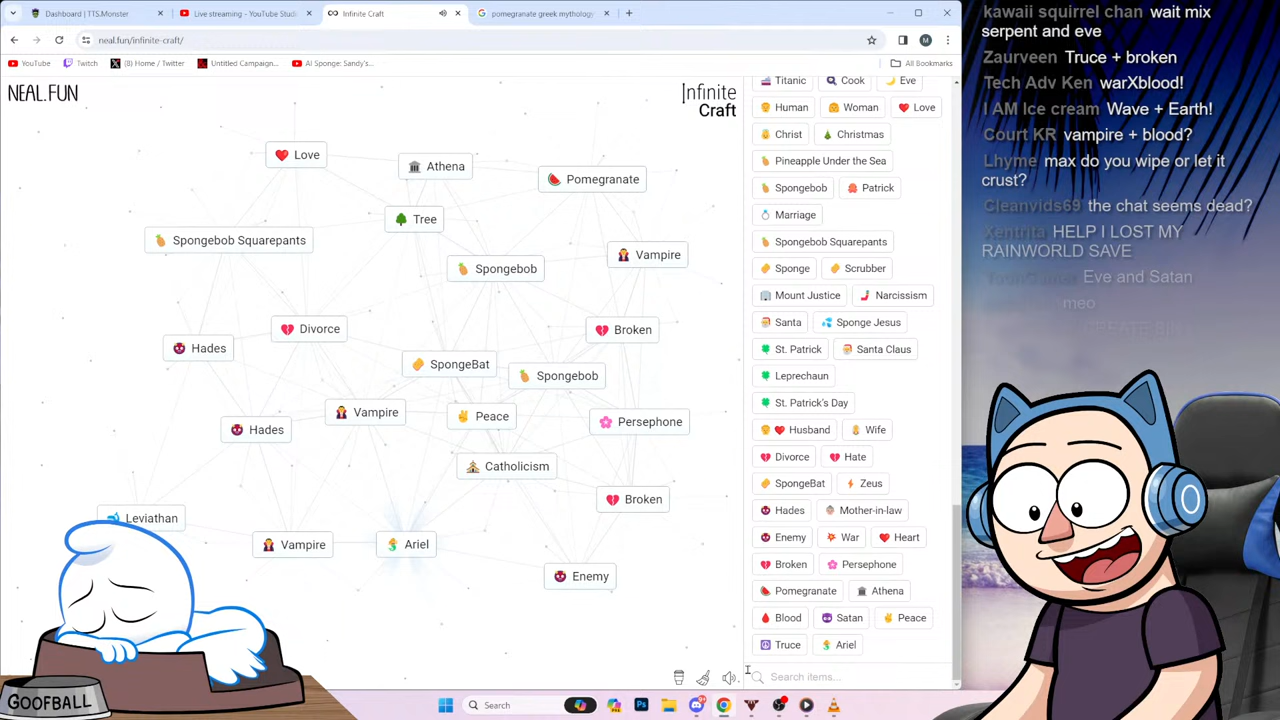 Dashboard | TTS.Monster
Live streaming - YouTube Studi
Infinite Craft
pomegranate greek mythology
neal.fun/infinite-craft/
YouTube
Twitch
(8) Home / Twitter
Untitled Campaign...
AI Sponge: Sandy's...
All Bookmarks
NEAL.FUN
Infinite
Craft
Love
Athena
Pomegranate
Tree
Spongebob Squarepants
Spongebob
Vampire
Divorce
Broken
Hades
SpongeBat
Spongebob
Vampire
Peace
Persephone
Hades
Catholicism
Broken
Leviathan
Vampire
Ariel
Enemy
GOOFBALL
Titanic
Cook
Eve
Human
Woman
Love
Christ
Christmas
Pineapple Under the Sea
Spongebob
Patrick
Marriage
Spongebob Squarepants
Sponge
Scrubber
Mount Justice
Narcissism
Santa
Sponge Jesus
St. Patrick
Santa Claus
Leprechaun
St. Patrick's Day
Husband
Wife
Divorce
Hate
SpongeBat
Zeus
Hades
Mother-in-law
Enemy
War
Heart
Broken
Persephone
Pomegranate
Athena
Blood
Satan
Peace
Truce
Ariel
Search items...
Search
kawaii squirrel chan wait mix
serpent and eve
Zaurveen Truce + broken
Tech Adv Ken warXblood!
I AM Ice cream Wave + Earth!
Court KR vampire + blood?
Lhyme max do you wipe or let it
crust?
Cleanvids69 the chat seems dead?
Xentrita HELP I LOST MY
RAINWORLD SAVE
Eve and Satan
meo